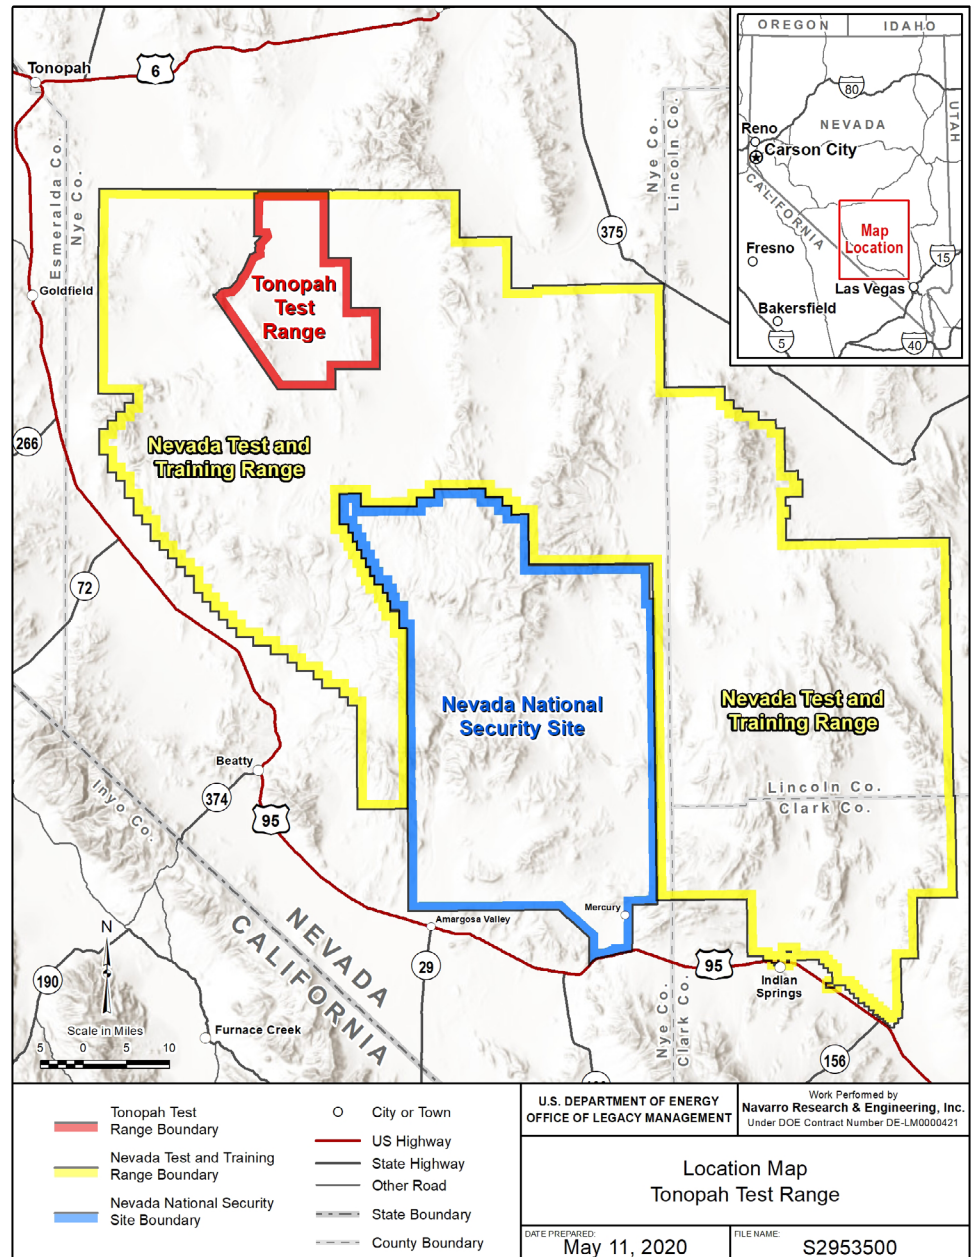 OREGON
IDAHO
80
UTAH
NEVADA
Reno
Carson City
CALIFORNIA
Map
Location
Fresno
15
Las Vegas
Bakersfield
5
40
Tonopah
6
Esmeralda Co.
Nye Co.
Nye Co.
Lincoln Co.
375
Goldfield
Tonopah
Test
Range
266
Nevada Test and
Training Range
72
Nevada National
Security Site
Nevada Test and
Training Range
Beatty
374
95
Inyo Co.
Lincoln Co.
Clark Co.
Mercury
Amargosa Valley
NEVADA
CALIFORNIA
29
95
Indian
Springs
N
190
Scale in Miles
5 0 5 10
Furnace Creek
Nye Co.
Clark Co.
156
Tonopah Test
Range Boundary
Nevada Test and Training
Range Boundary
Nevada National Security
Site Boundary
City or Town
US Highway
State Highway
Other Road
State Boundary
County Boundary
U.S. DEPARTMENT OF ENERGY
OFFICE OF LEGACY MANAGEMENT
Work Performed by
Navarro Research & Engineering, Inc.
Under DOE Contract Number DE-LM0000421
Location Map
Tonopah Test Range
DATE PREPARED:
May 11, 2020
FILE NAME:
S2953500